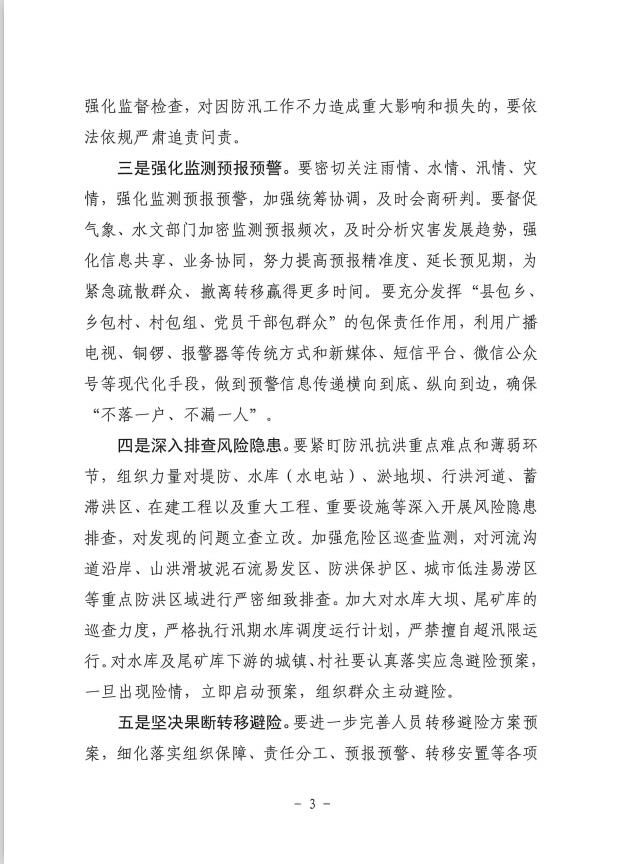 强化监督检查，对因防汛工作不力造成重大影响和损失的，要依
法依规严肃追责问责。
三是强化监测预报预警。要密切关注雨情、水情、汛情、灾
情，强化监测预报预警，加强统筹协调，及时会商研判。要督促
气象、水文部门加密监测预报频次，及时分析灾害发展趋势，强
化信息共享、业务协同，努力提高预报精准度、延长预见期，为
紧急疏散群众、撤离转移赢得更多时间。要充分发挥“县包乡、
乡包村、村包组、党员干部包群众”的包保责任作用，利用广播
电视、铜锣、报警器等传统方式和新媒体、短信平台、微信公众
号等现代化手段，做到预警信息传递横向到底、纵向到边，确保
“不落一户、不漏一人”。
四是深入排查风险隐患。要紧盯防汛抗洪重点难点和薄弱环
节，组织力量对堤防、水库（水电站）、淤地坝、行洪河道、蓄
滞洪区、在建工程以及重大工程、重要设施等深入开展风险隐患
排查，对发现的问题立查立改。加强危险区巡查监测，对河流沟
道沿岸、山洪滑坡泥石流易发区、防洪保护区、城市低洼易涝区
等重点防洪区域进行严密细致排查。加大对水库大坝、尾矿库的
巡查力度，严格执行汛期水库调度运行计划，严禁擅自超汛限运
行。对水库及尾矿库下游的城镇、村社要认真落实应急避险预案，
一旦出现险情，立即启动预案，组织群众主动避险。
五是坚决果断转移避险。要进一步完善人员转移避险方案预
案，细化落实组织保障、责任分工、预报预警、转移安置等各项
- 3 -